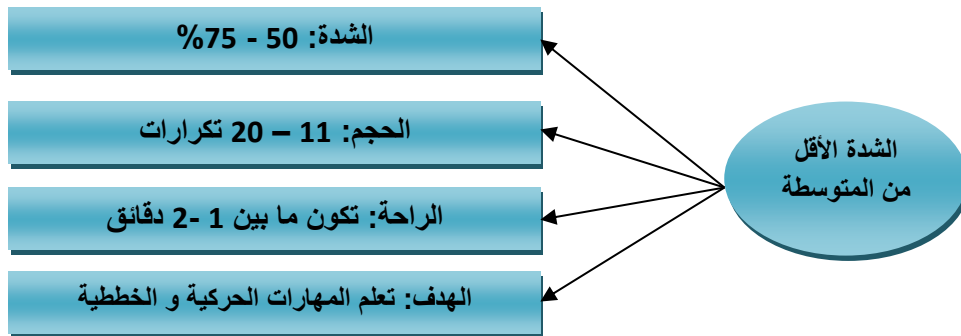 الشدة الأقل
من المتوسطة
الشدة: 50 - 75%
الحجم: 11 – 20 تكرارات
الراحة: تكون ما بين 1 -2 دقائق
الهدف: تعلم المهارات الحركية و الخططية